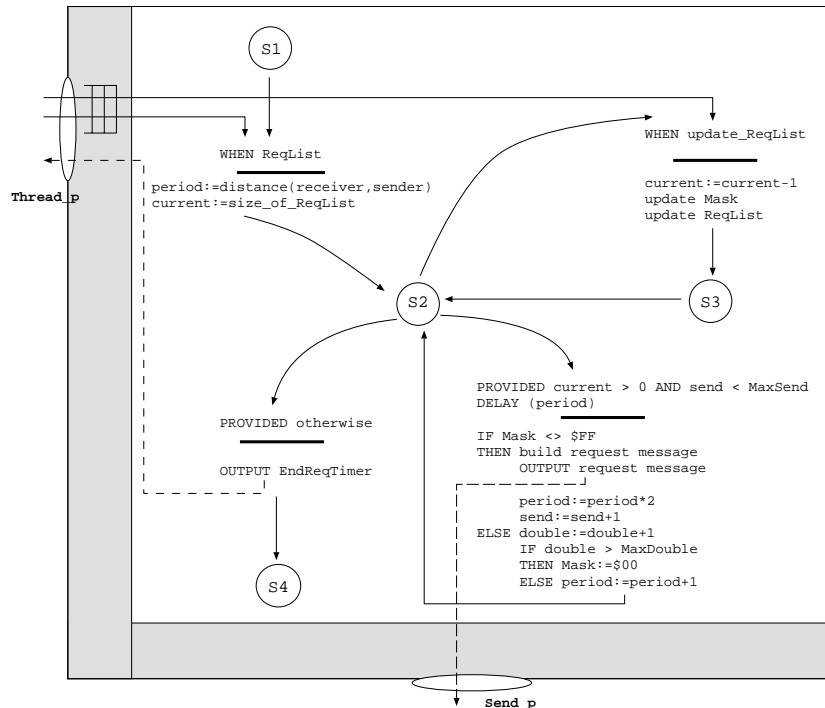 S1
WHEN ReqList
period:=distance(receiver,sender)
current:=size_of_ReqList
WHEN update_ReqList
current:=current-1
update Mask
update ReqList
Thread_p
S2
S3
PROVIDED otherwise
OUTPUT EndReqTimer
S4
PROVIDED current > 0 AND send < MaxSend
DELAY (period)
IF Mask <> $FF
THEN build request message
OUTPUT request message
period:=period*2
send:=send+1
ELSE double:=double+1
IF double > MaxDouble
THEN Mask:=$00
ELSE period:=period+1
Send_p